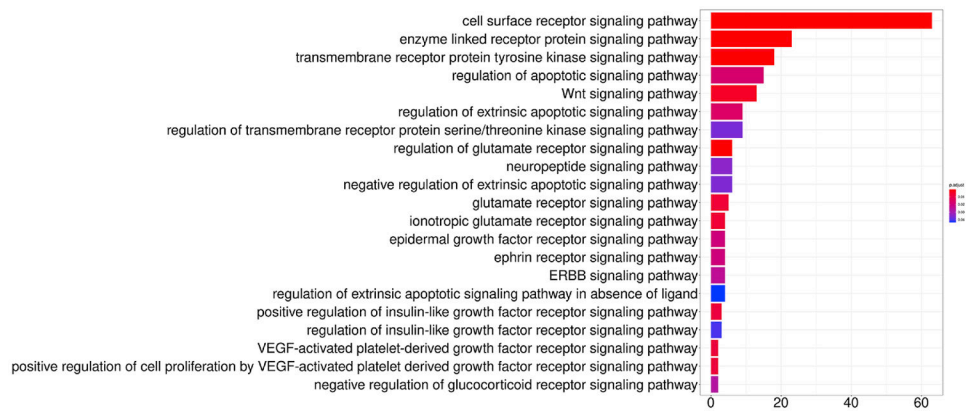 cell surface receptor signaling pathway
enzyme linked receptor protein signaling pathway
transmembrane receptor protein tyrosine kinase signaling pathway
regulation of apoptotic signaling pathway
Wnt signaling pathway
regulation of extrinsic apoptotic signaling pathway
regulation of transmembrane receptor protein serine/threonine kinase signaling pathway
regulation of glutamate receptor signaling pathway
neuropeptide signaling pathway
negative regulation of extrinsic apoptotic signaling pathway
glutamate receptor signaling pathway
ionotropic glutamate receptor signaling pathway
epidermal growth factor receptor signaling pathway
ephrin receptor signaling pathway
ERBB signaling pathway
regulation of extrinsic apoptotic signaling pathway in absence of ligand
positive regulation of insulin-like growth factor receptor signaling pathway
regulation of insulin-like growth factor receptor signaling pathway
VEGF-activated platelet-derived growth factor receptor signaling pathway
positive regulation of cell proliferation by VEGF-activated platelet derived growth factor receptor signaling pathway
negative regulation of glucocorticoid receptor signaling pathway
0 20 40 60
p.adjust